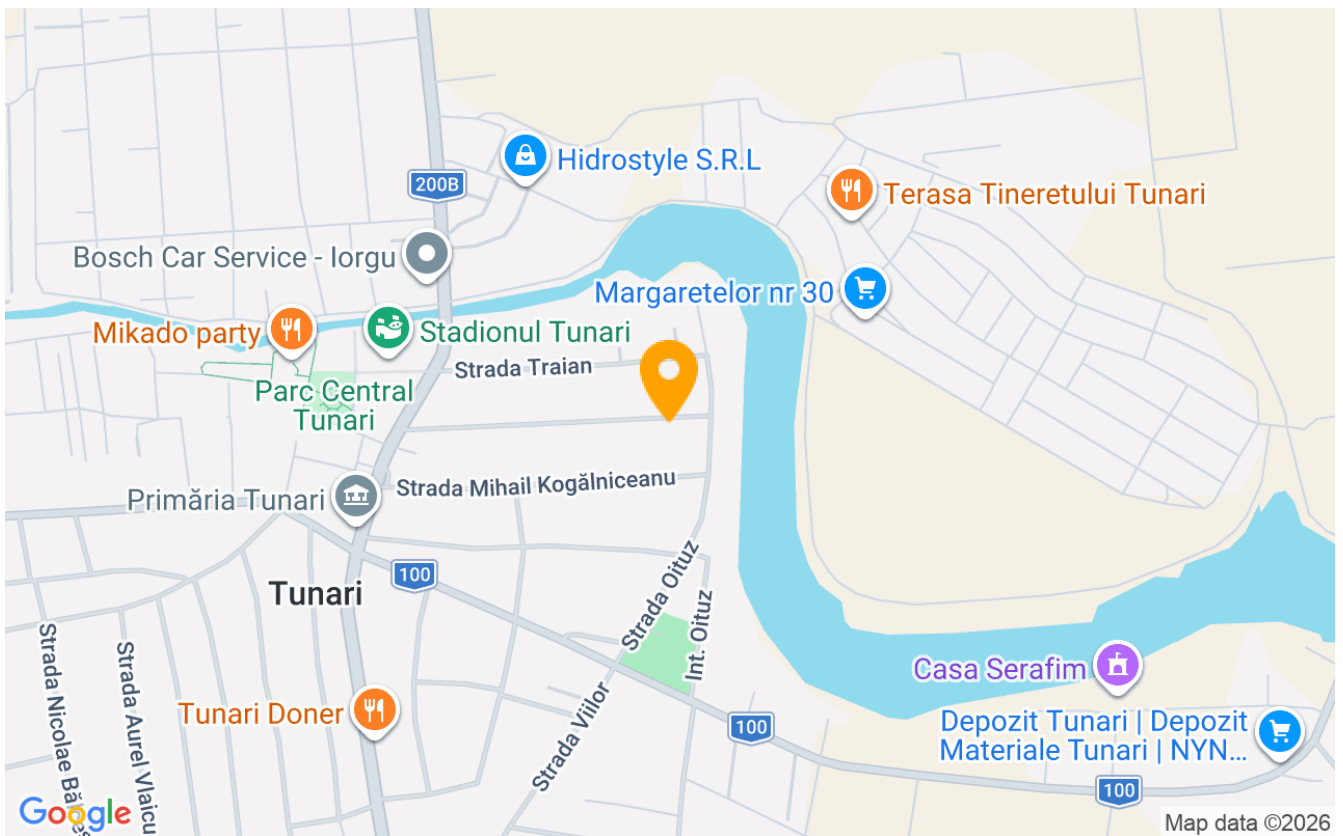 200B
Hidrostyle S.R.L
Terasa Tineretului Tunari
Bosch Car Service - Iorgu
Margaretelor nr 30
Mikado party
Stadionul Tunari
Strada Traian
Parc Central
Tunari
Strada Mihail Kogălniceanu
Primăria Tunari
100
Tunari
Strada Oituz
Int. Oituz
Strada Nicolae
Strada Aurel Vlaicu
Casa Serafim
Tunari Doner
Strada Viilor
100
Depozit Tunari | Depozit
Materiale Tunari | NYN...
100
Google
Map data ©2026